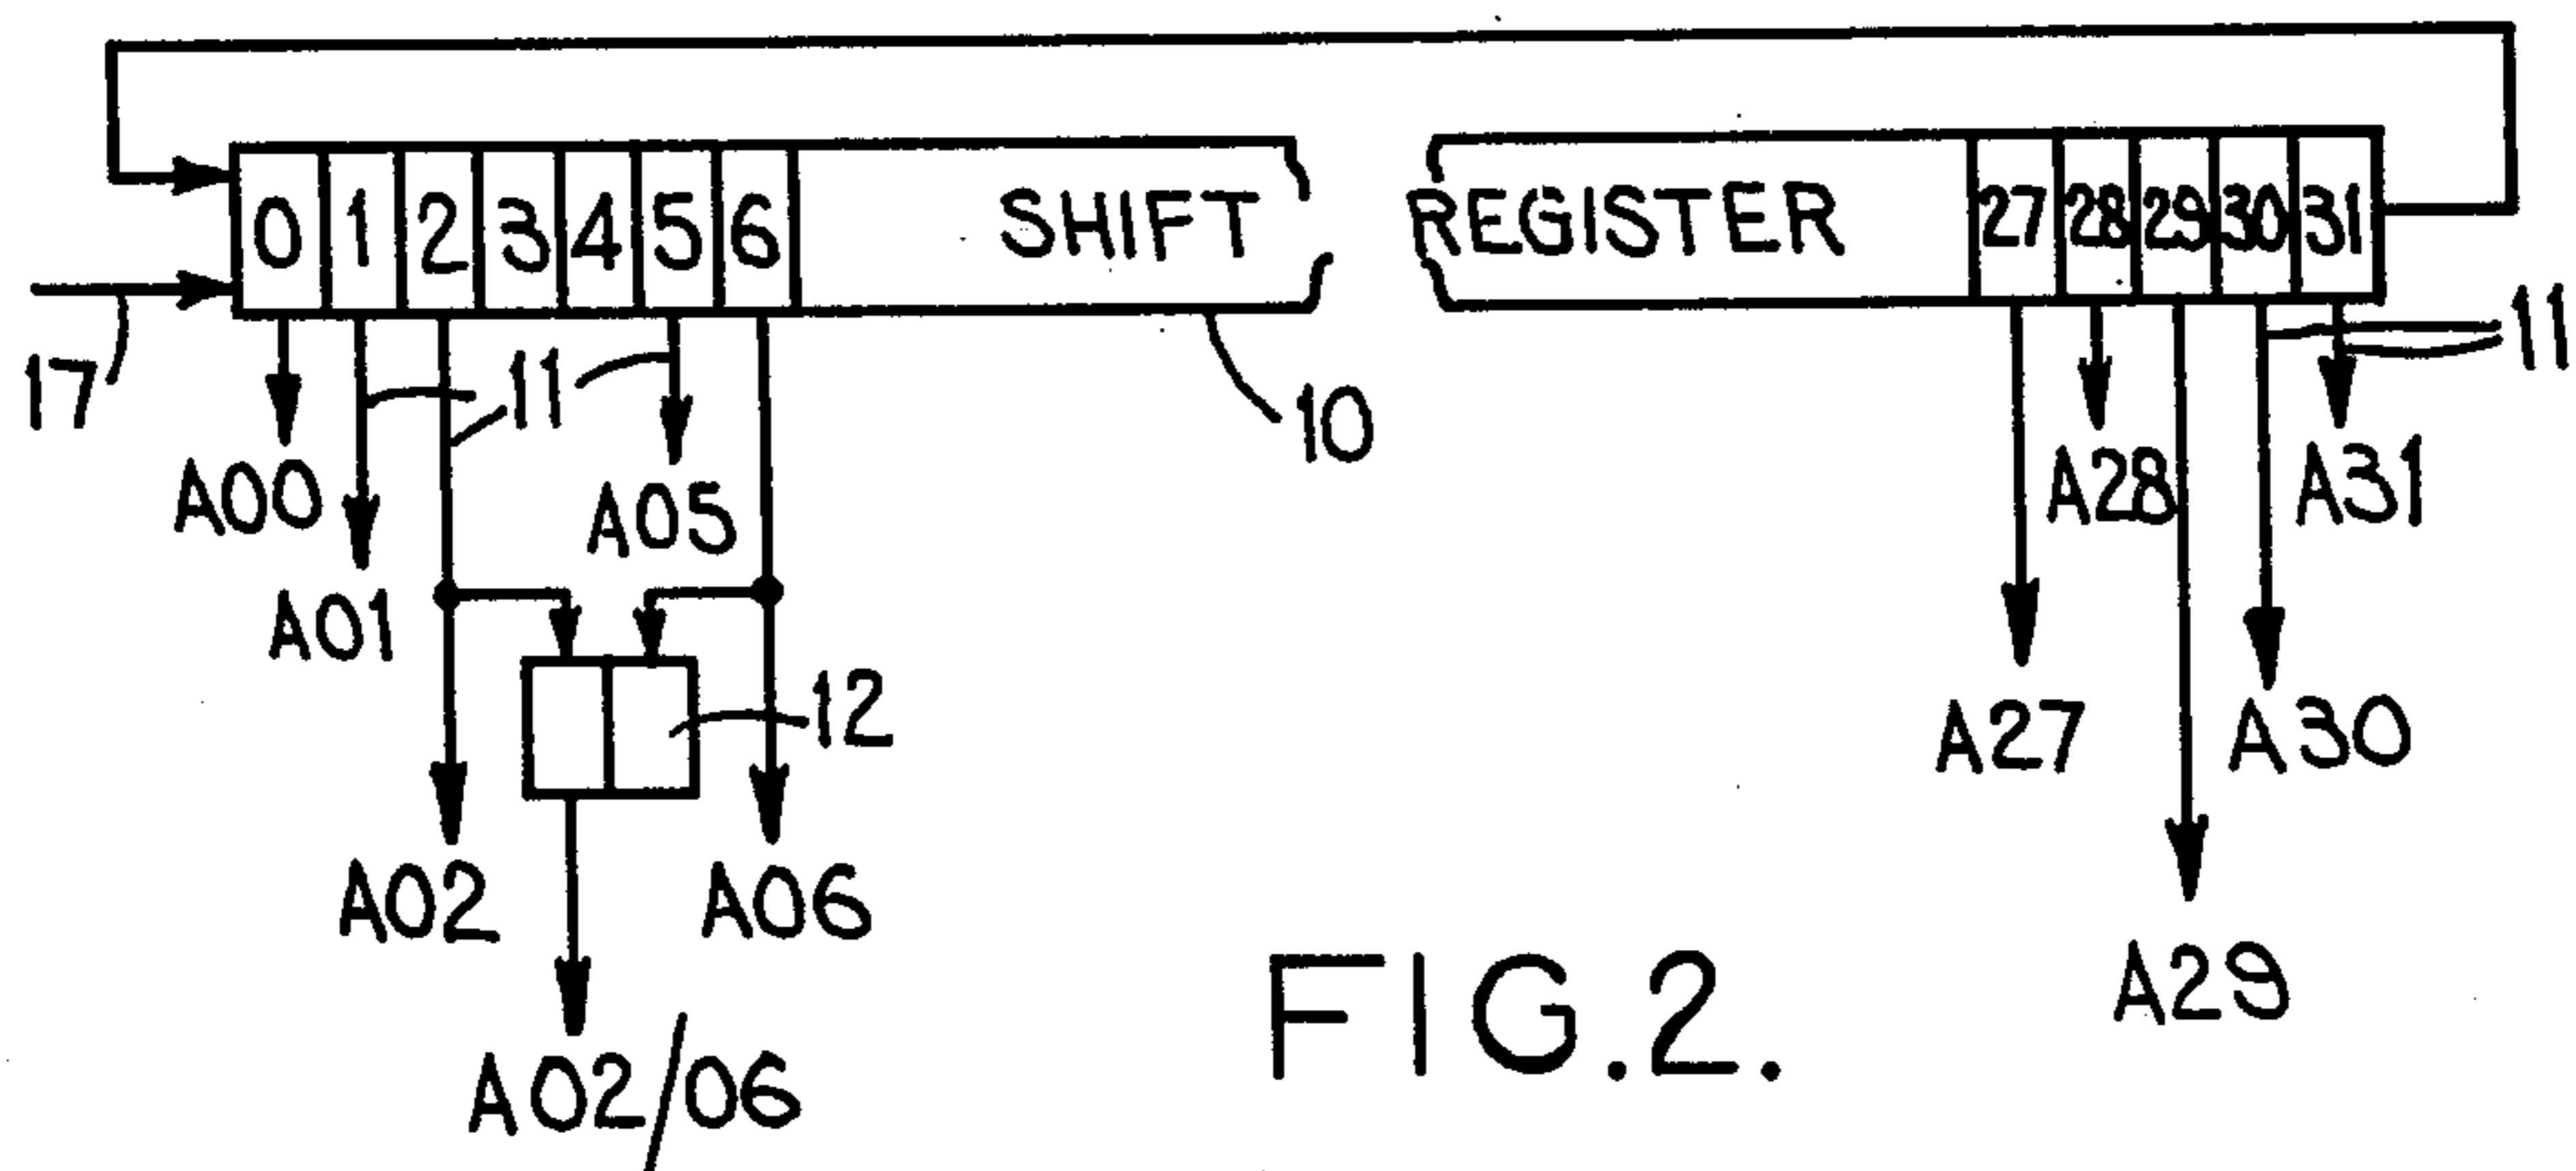 0 1 2 3 4 5 6 SHIFT REGISTER 27 28 29 30 31
17 11 10 11
A00 A05 A28 A31
A01
12
A27 A30
A02 A06
A29
FIG.2.
A02/06